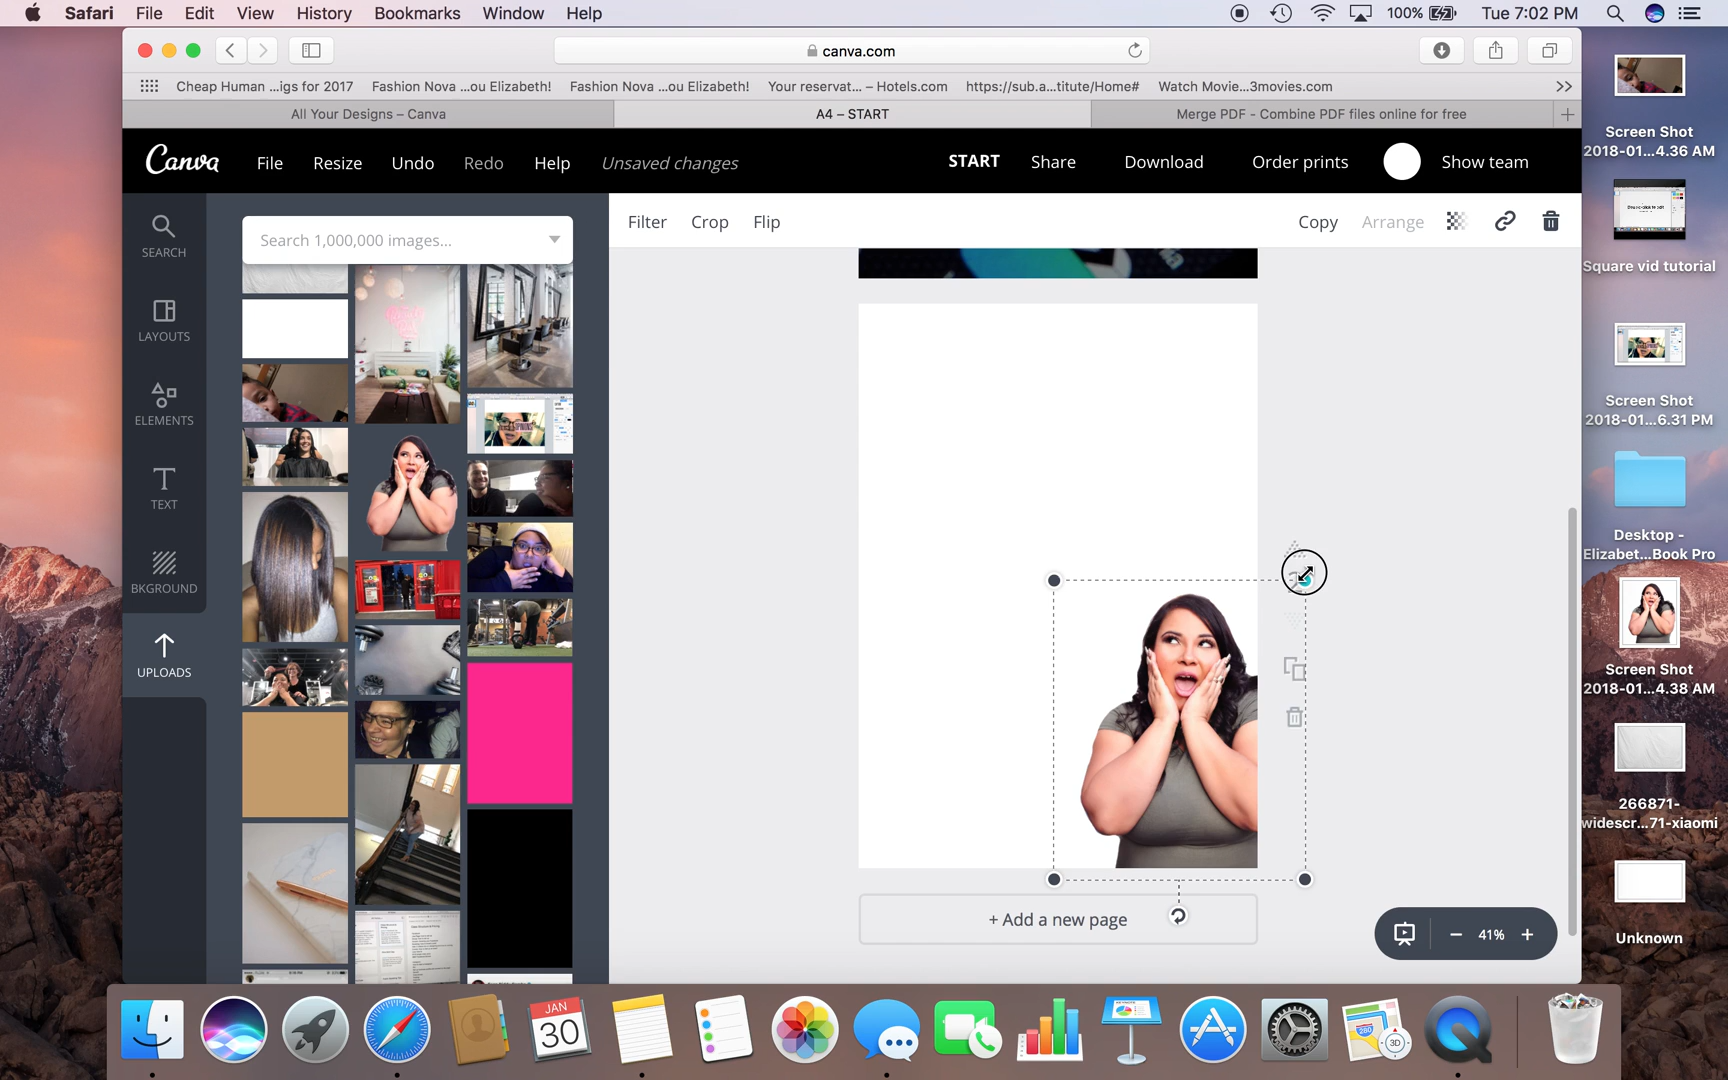 Safari File Edit View History Bookmarks Window Help 100% Tue 7:02 PM
canva.com
Cheap Human ...igs for 2017 Fashion Nova ...ou Elizabeth! Fashion Nova ...ou Elizabeth! Your reservat... – Hotels.com https://sub.a...titute/Home# Watch Movie...3movies.com
All Your Designs – Canva A4 – START Merge PDF - Combine PDF files online for free
Canva File Resize Undo Redo Help Unsaved changes START Share Download Order prints Show team
Filter Crop Flip Copy Arrange
Search 1,000,000 images...
SEARCH
LAYOUTS
ELEMENTS
TEXT
BKGROUND
UPLOADS
+ Add a new page
41%
Screen Shot
2018-01...4.36 AM
Square vid tutorial
Screen Shot
2018-01...6.31 PM
Desktop -
Elizabet...Book Pro
Screen Shot
2018-01...4.38 AM
266871-
widescr...71-xiaomi
Unknown
JAN
30
280
3D